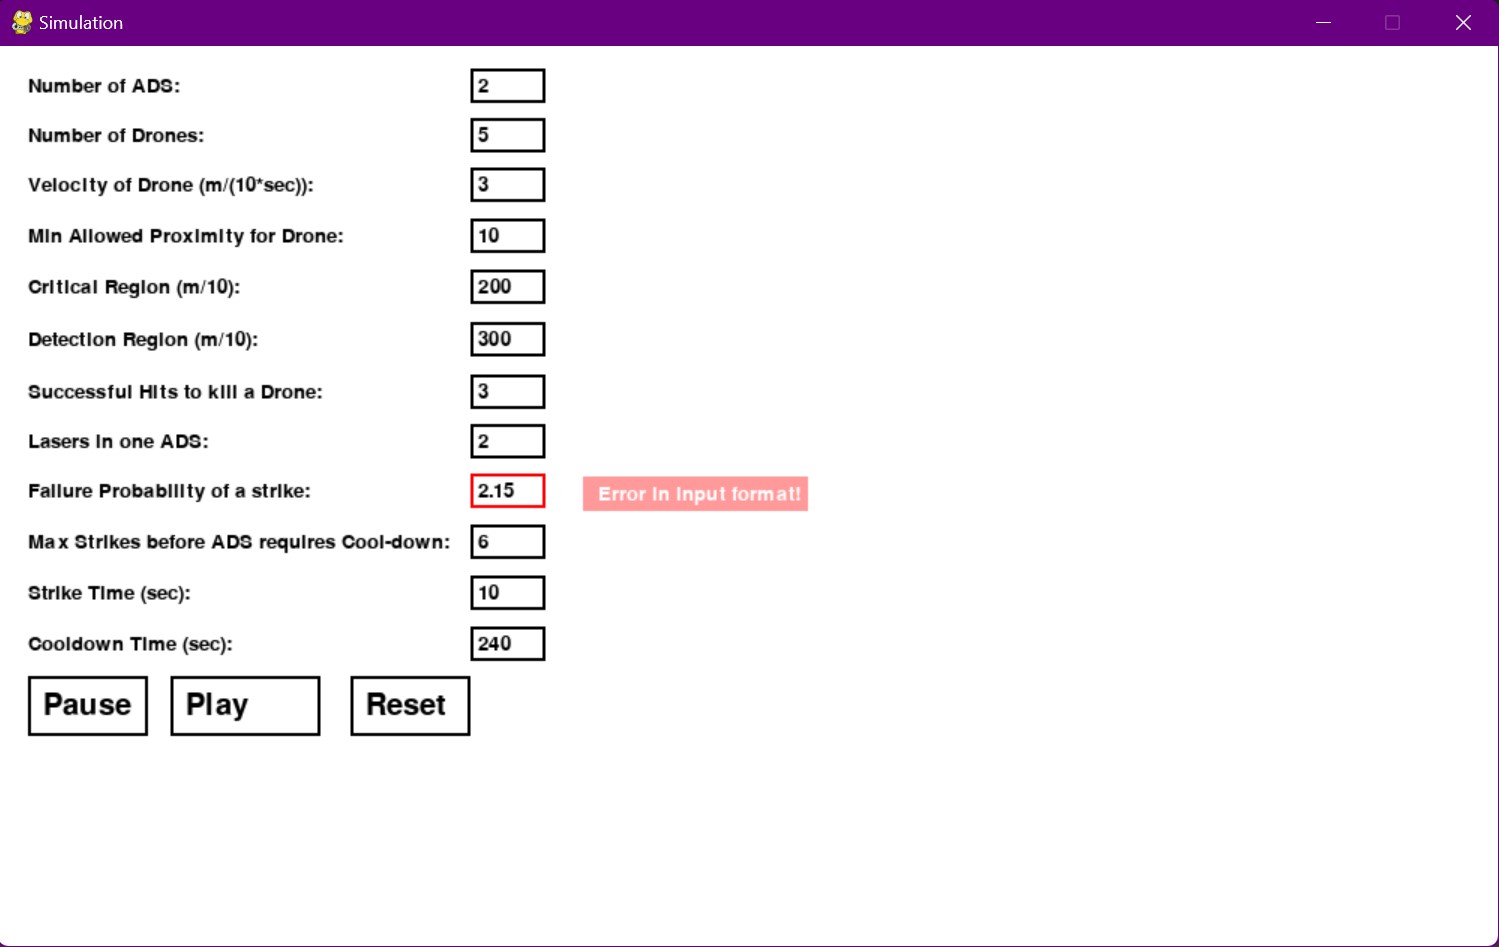 Simulation
Number of ADS: 2
Number of Drones: 5
Velocity of Drone (m/(10*sec)): 3
Min Allowed Proximity for Drone: 10
Critical Region (m/10): 200
Detection Region (m/10): 300
Successful Hits to kill a Drone: 3
Lasers in one ADS: 2
Failure Probability of a strike: 2.15 Error in input format!
Max Strikes before ADS requires Cool-down: 6
Strike Time (sec): 10
Cooldown Time (sec): 240
Pause Play Reset